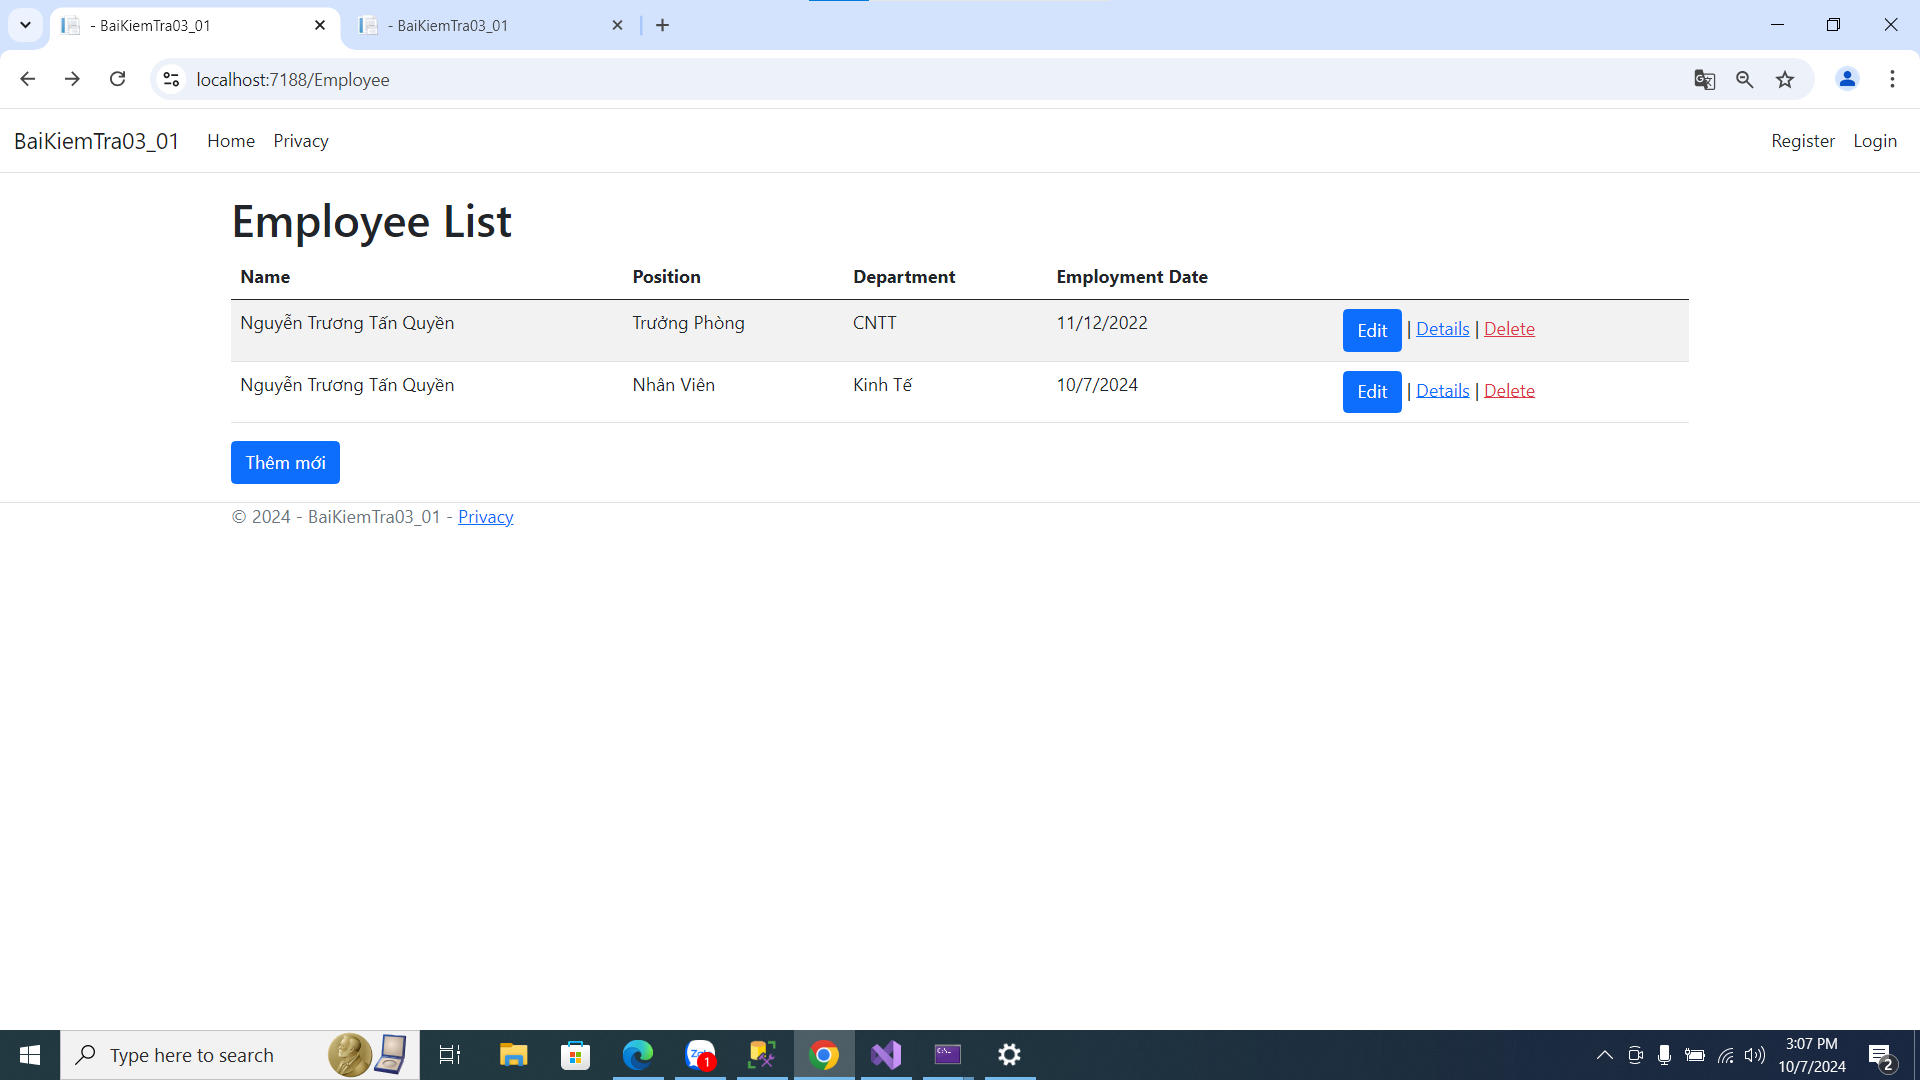 - BaiKiemTra03_01
- BaiKiemTra03_01
localhost:7188/Employee
BaiKiemTra03_01 Home Privacy Register Login
Employee List
Name Position Department Employment Date
Nguyễn Trương Tấn Quyền Trưởng Phòng CNTT 11/12/2022 Edit | Details | Delete
Nguyễn Trương Tấn Quyền Nhân Viên Kinh Tế 10/7/2024 Edit | Details | Delete
Thêm mới
© 2024 - BaiKiemTra03_01 - Privacy
Type here to search
1
3:07 PM
10/7/2024
2